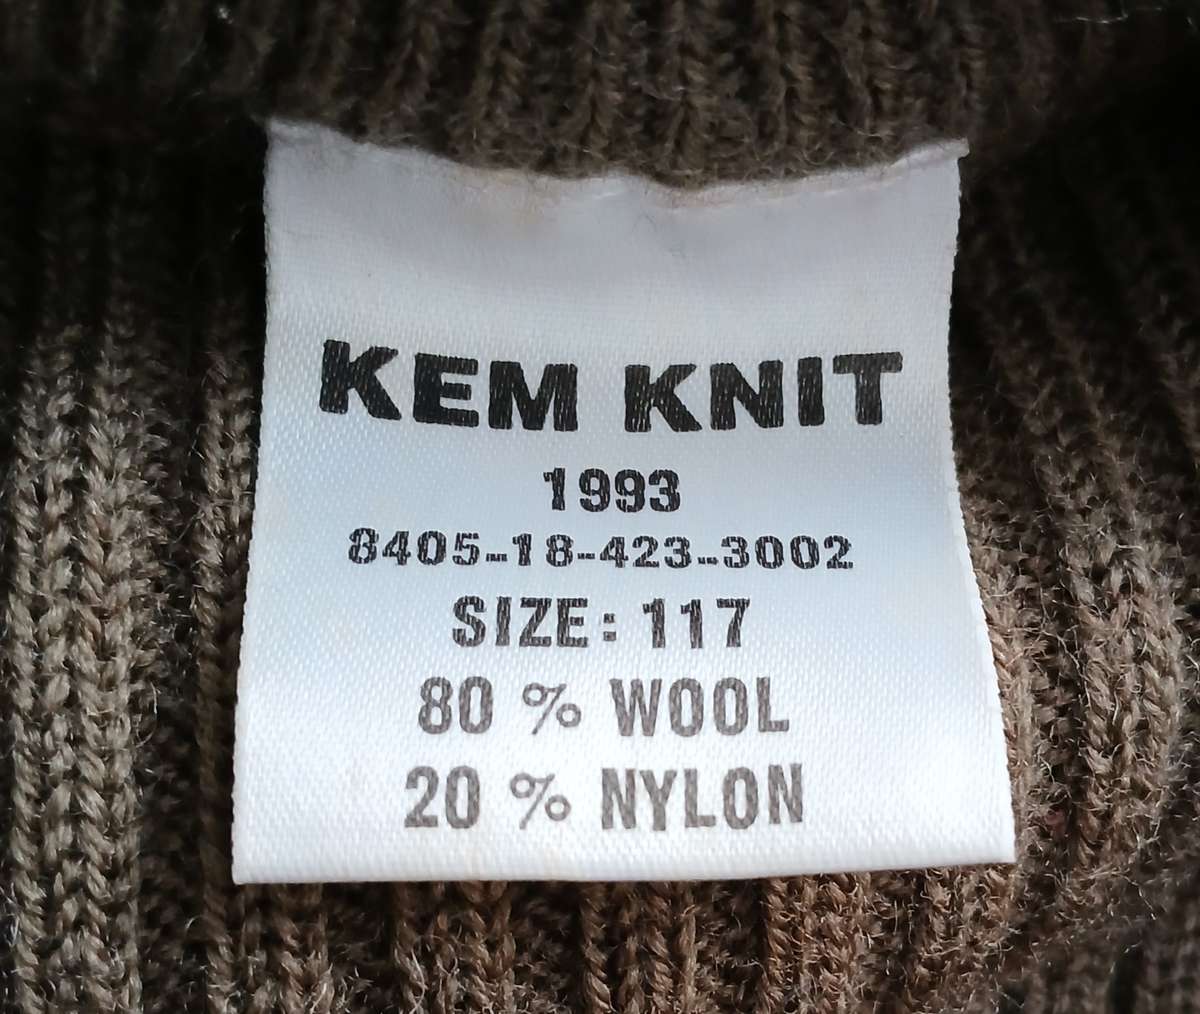 KEM KNIT
1993
8405-18-423-3002
SIZE: 117
80 % WOOL
20 % NYLON